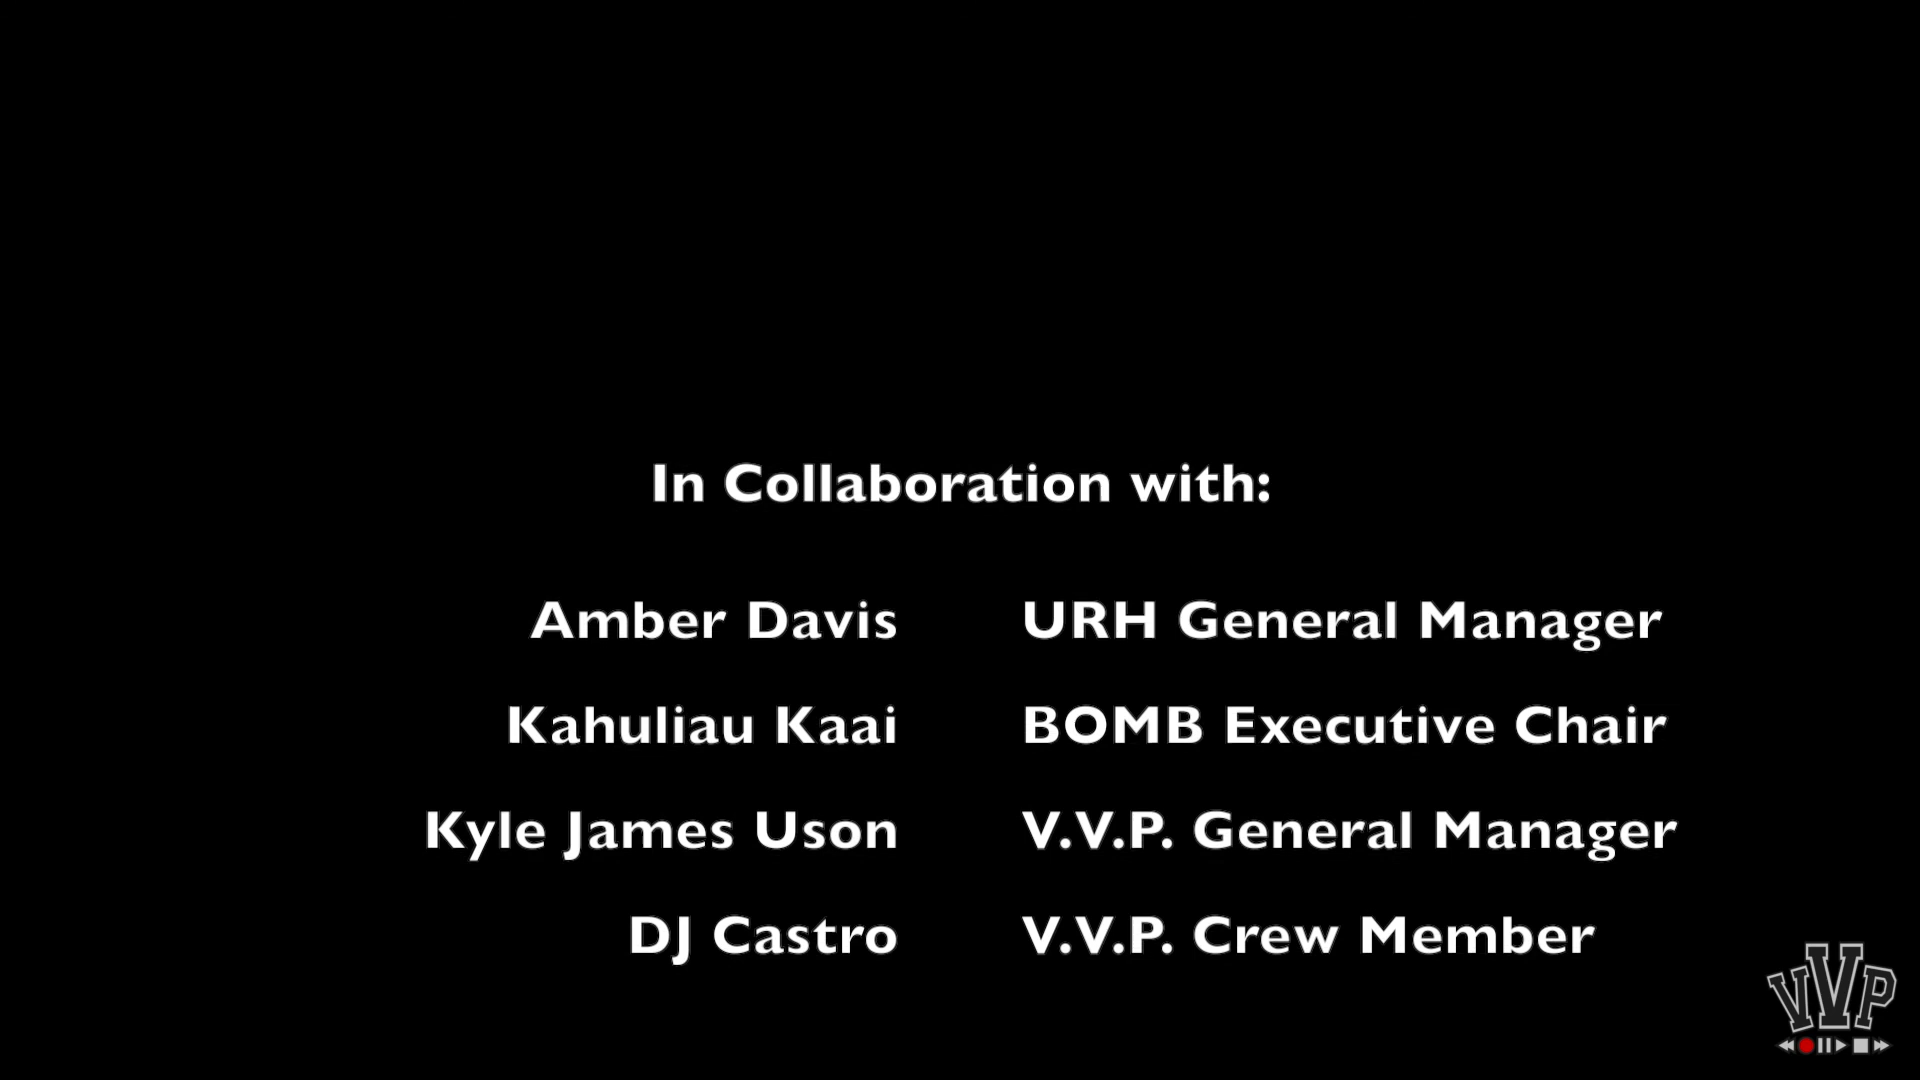 In Collaboration with:
Amber Davis URH General Manager
Kahuliau Kaai BOMB Executive Chair
Kyle James Uson V.V.P. General Manager
DJ Castro V.V.P. Crew Member
VVP